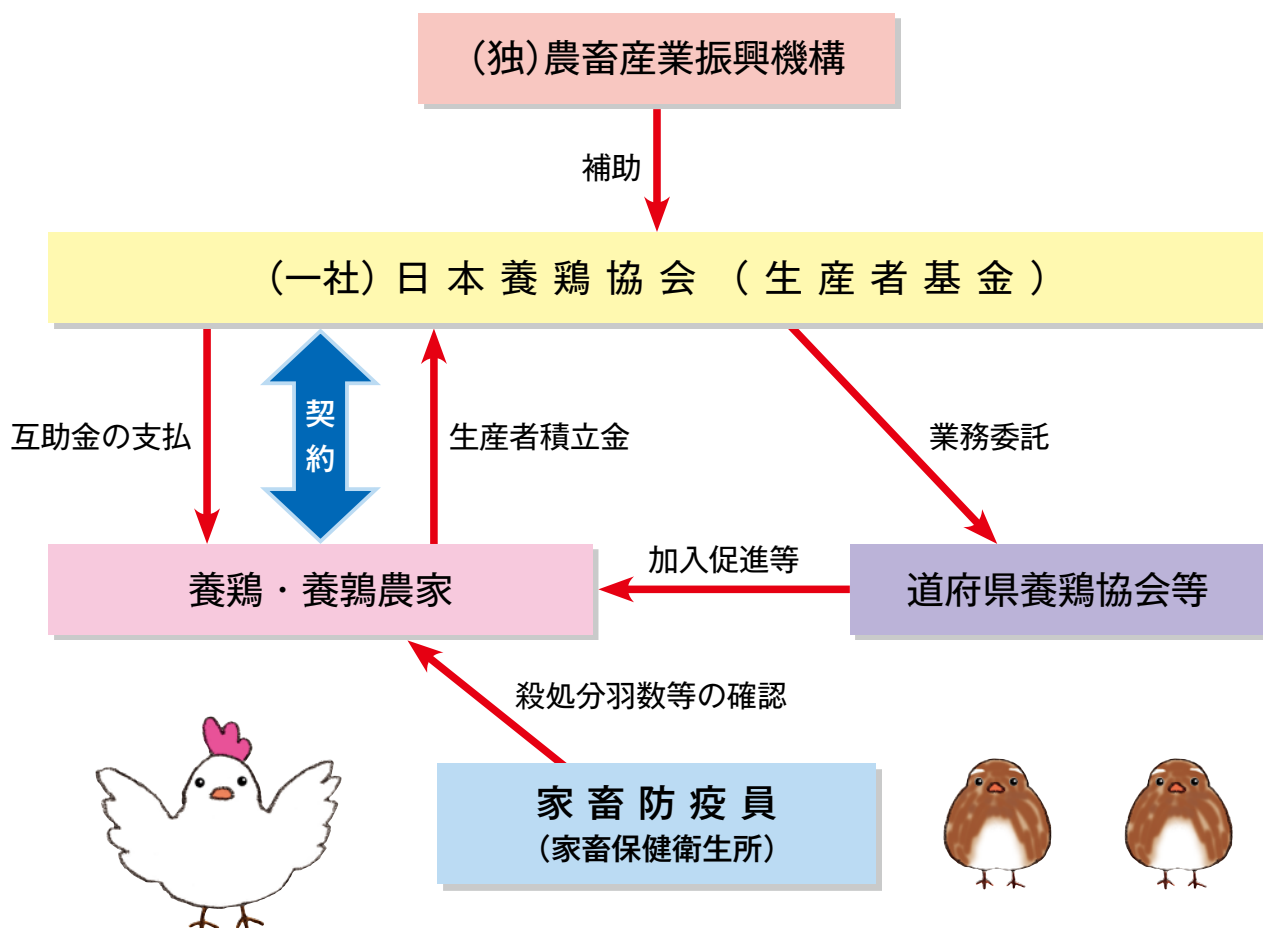 （独）農畜産業振興機構
補助
（一社）日本養鶏協会（生産者基金）
互助金の支払
契約
生産者積立金
業務委託
養鶏・養鶉農家
加入促進等
道府県養鶏協会等
殺処分羽数等の確認
家畜防疫員
（家畜保健衛生所）